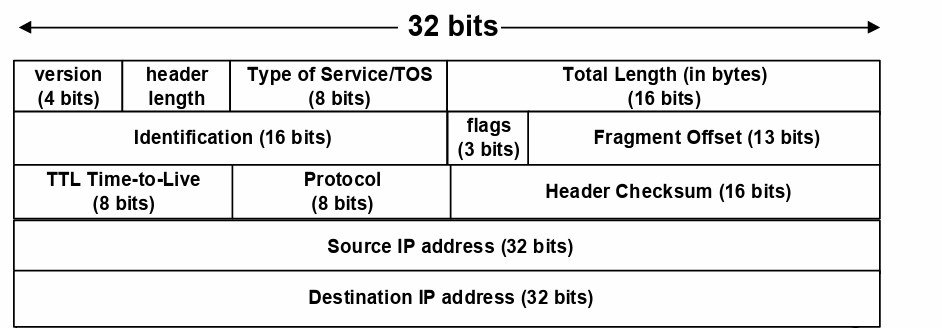 32 bits
version
(4 bits)
header
length
Type of Service/TOS
(8 bits)
Total Length (in bytes)
(16 bits)
Identification (16 bits)
flags
(3 bits)
Fragment Offset (13 bits)
TTL Time-to-Live
(8 bits)
Protocol
(8 bits)
Header Checksum (16 bits)
Source IP address (32 bits)
Destination IP address (32 bits)